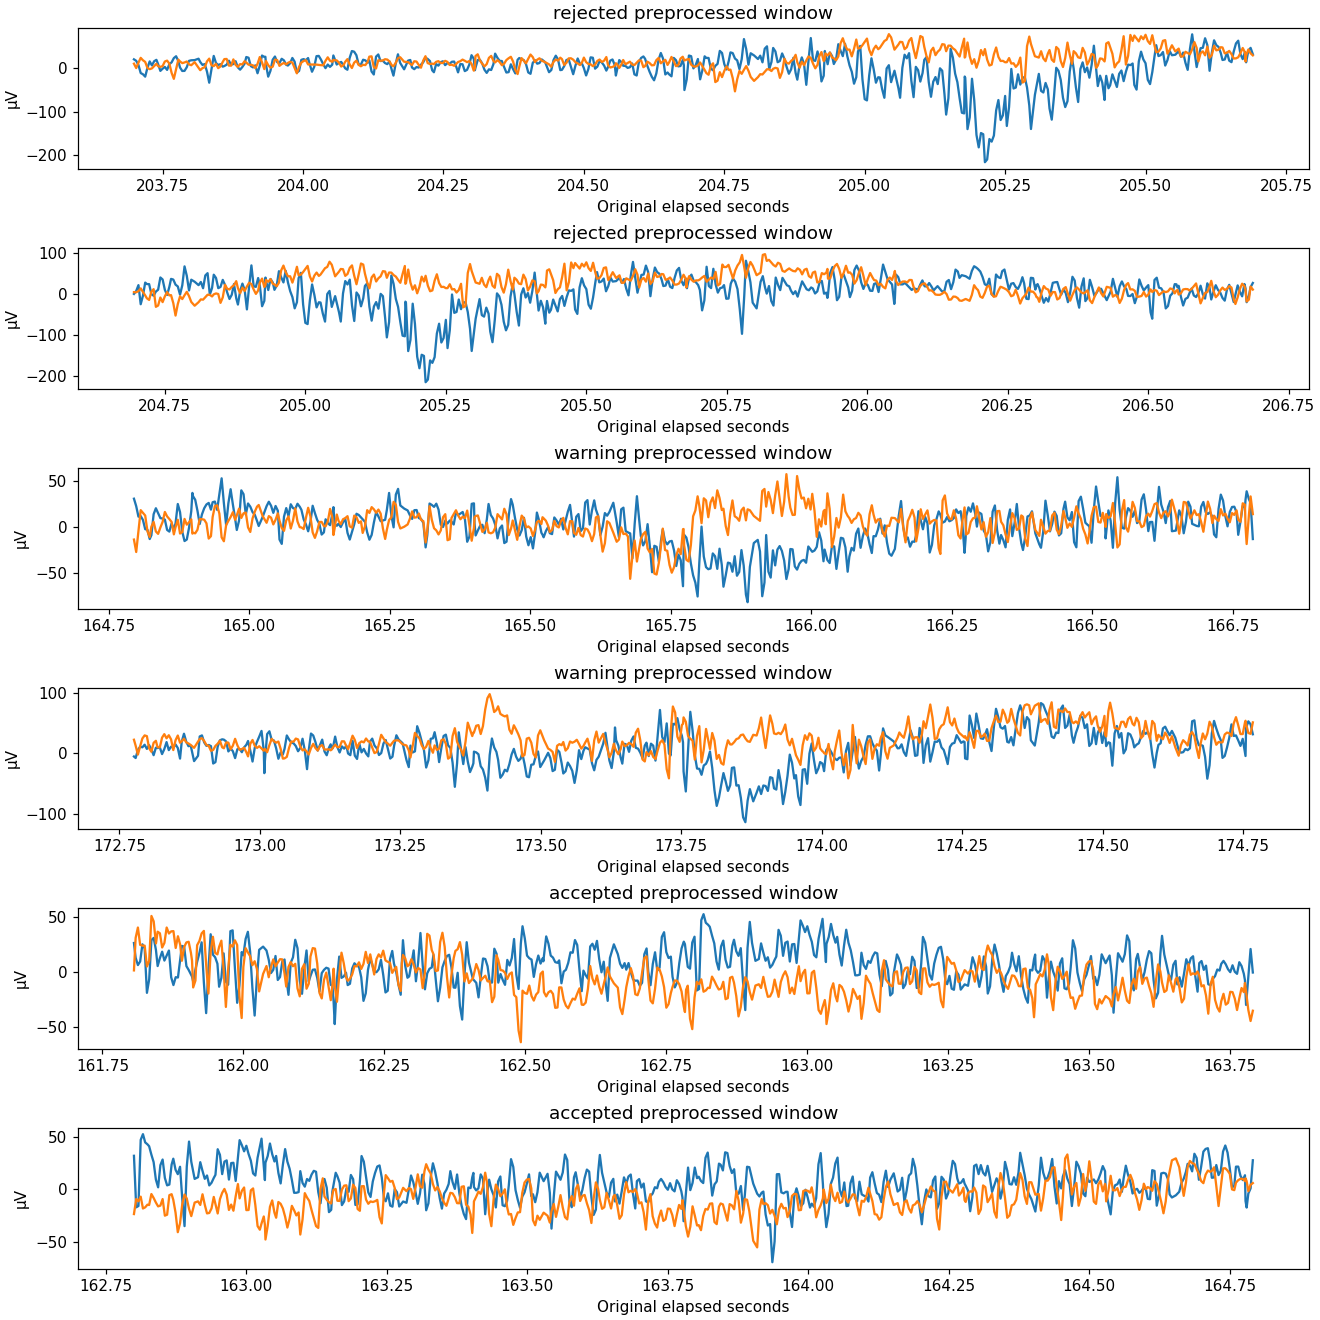 rejected preprocessed window
0
−100
−200
µV
203.75 204.00 204.25 204.50 204.75 205.00 205.25 205.50 205.75
Original elapsed seconds
rejected preprocessed window
100
0
−100
−200
µV
204.75 205.00 205.25 205.50 205.75 206.00 206.25 206.50 206.75
Original elapsed seconds
warning preprocessed window
50
0
−50
µV
164.75 165.00 165.25 165.50 165.75 166.00 166.25 166.50 166.75
Original elapsed seconds
warning preprocessed window
100
0
−100
µV
172.75 173.00 173.25 173.50 173.75 174.00 174.25 174.50 174.75
Original elapsed seconds
accepted preprocessed window
50
0
−50
µV
161.75 162.00 162.25 162.50 162.75 163.00 163.25 163.50 163.75
Original elapsed seconds
accepted preprocessed window
50
0
−50
µV
162.75 163.00 163.25 163.50 163.75 164.00 164.25 164.50 164.75
Original elapsed seconds